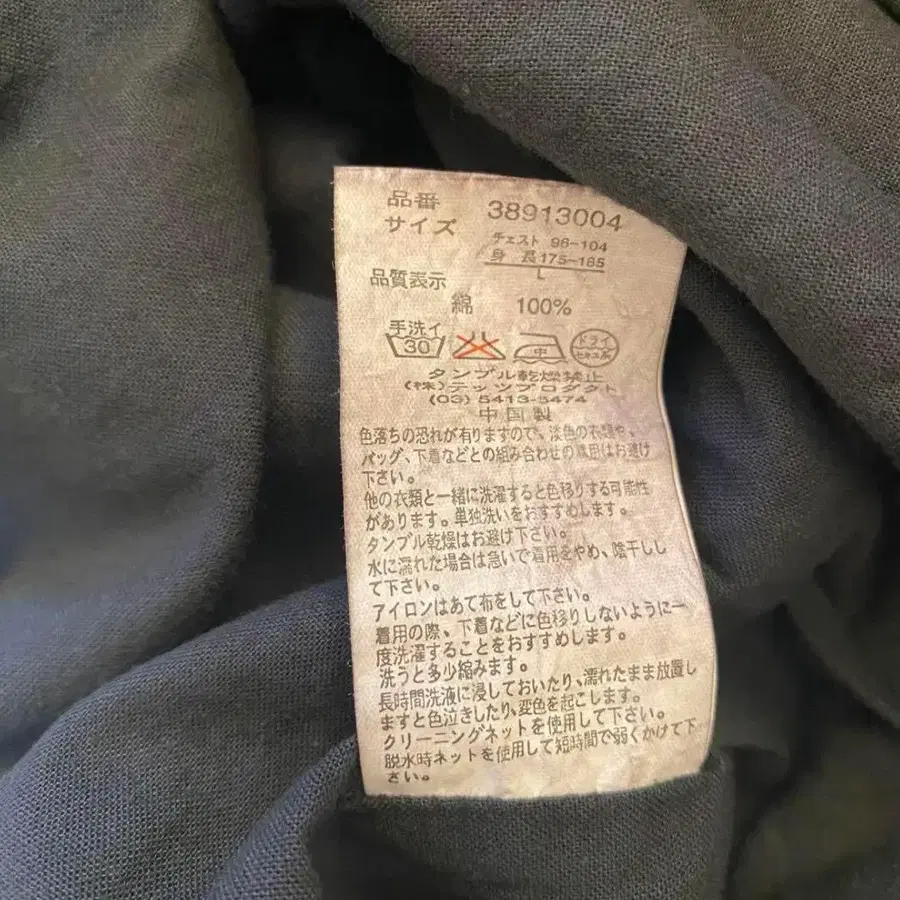 品番 38913004
サイズ チェスト 96-104
身長175-185
L
品質表示
綿 100%
手洗イ
30 中 ドライ
セキユ系
タンブル乾燥禁止
(株)テッツプロダクト
(03) 5413-3474
中国製
色落ちの恐れが有りますので、淡色の衣類や、
バッグ、下着などとの組み合わせの着用はお避け
下さい。
他の衣類と一緒に洗濯すると色移りする可能性
があります。単独洗いをおすすめします。
タンブル乾燥はお避け下さい。
水に濡れた場合は急いで着用をやめ、陰干しし
て下さい。
アイロンはあて布をして下さい。
着用の際、下着などに色移りしないように一
度洗濯することをおすすめします。
洗うと多少縮みます。
長時間洗液に浸しておいたり、濡れたまま放置し
ますと色泣きしたり、変色を起こします。
クリーニングネットを使用して下さい。
脱水時ネットを使用して短時間で弱くかけて下
さい。